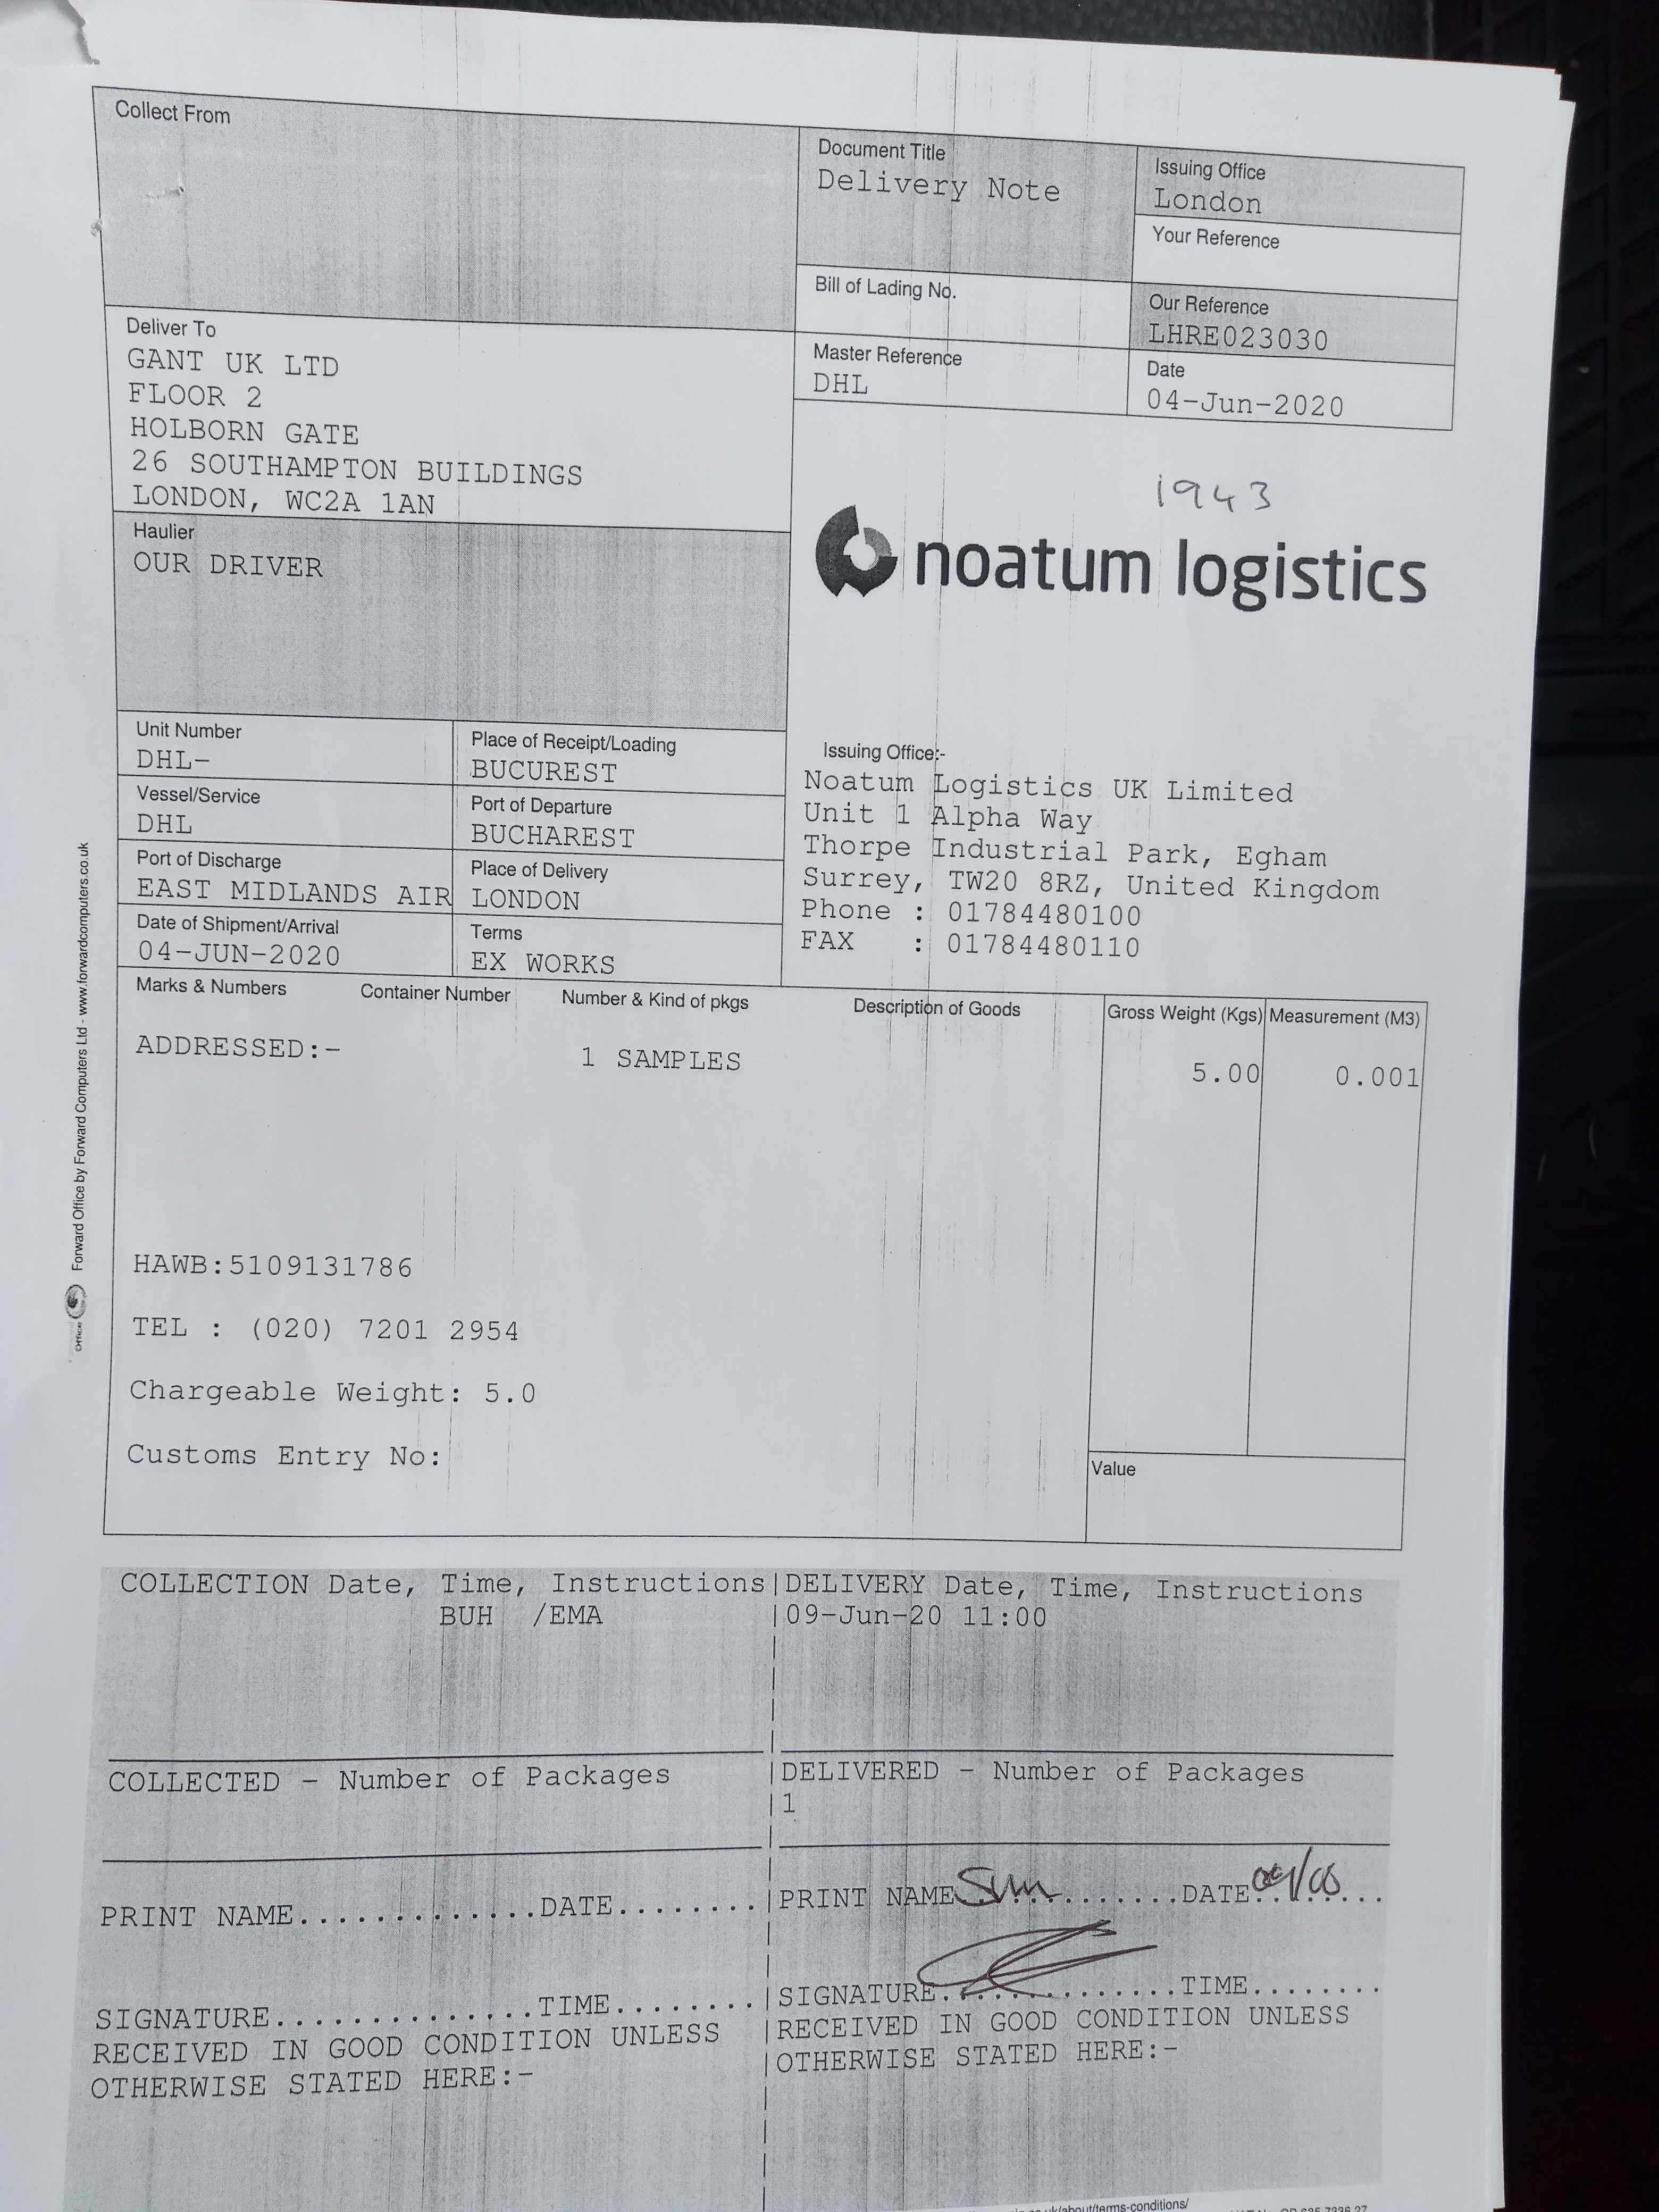 Collect From
Document Title
Delivery Note
Issuing Office
London
Your Reference
Bill of Lading No.
Our Reference
LHRE023030
Master Reference
DHL
Date
04-Jun-2020
Deliver To
GANT UK LTD
FLOOR 2
HOLBORN GATE
26 SOUTHAMPTON BUILDINGS
LONDON, WC2A 1AN
Haulier
OUR DRIVER
1943
noatum logistics
Unit Number
DHL-
Place of Receipt/Loading
BUCUREST
Vessel/Service
DHL
Port of Departure
BUCHAREST
Port of Discharge
EAST MIDLANDS AIR
Place of Delivery
LONDON
Date of Shipment/Arrival
04-JUN-2020
Terms
EX WORKS
Issuing Office:-
Noatum Logistics UK Limited
Unit 1 Alpha Way
Thorpe Industrial Park, Egham
Surrey, TW20 8RZ, United Kingdom
Phone : 01784480100
FAX : 01784480110
Marks & Numbers Container Number Number & Kind of pkgs Description of Goods Gross Weight (Kgs) Measurement (M3)
ADDRESSED:- 1 SAMPLES 5.00 0.001
HAWB:5109131786
TEL : (020) 7201 2954
Chargeable Weight: 5.0
Customs Entry No:
Value
Forward Office by Forward Computers Ltd - www.forwardcomputers.co.uk
Office
COLLECTION Date, Time, Instructions|DELIVERY Date, Time, Instructions
BUH /EMA |09-Jun-20 11:00
COLLECTED - Number of Packages |DELIVERED - Number of Packages
|1
PRINT NAME.............DATE........|PRINT NAME.............DATE........
SIGNATURE..............TIME........|SIGNATURE..............TIME........
RECEIVED IN GOOD CONDITION UNLESS |RECEIVED IN GOOD CONDITION UNLESS
OTHERWISE STATED HERE:- |OTHERWISE STATED HERE:-